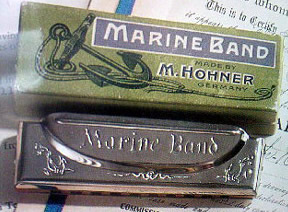 This is to Certify
MARINE BAND
MADE BY
M. HOHNER
GERMANY
Marine Band